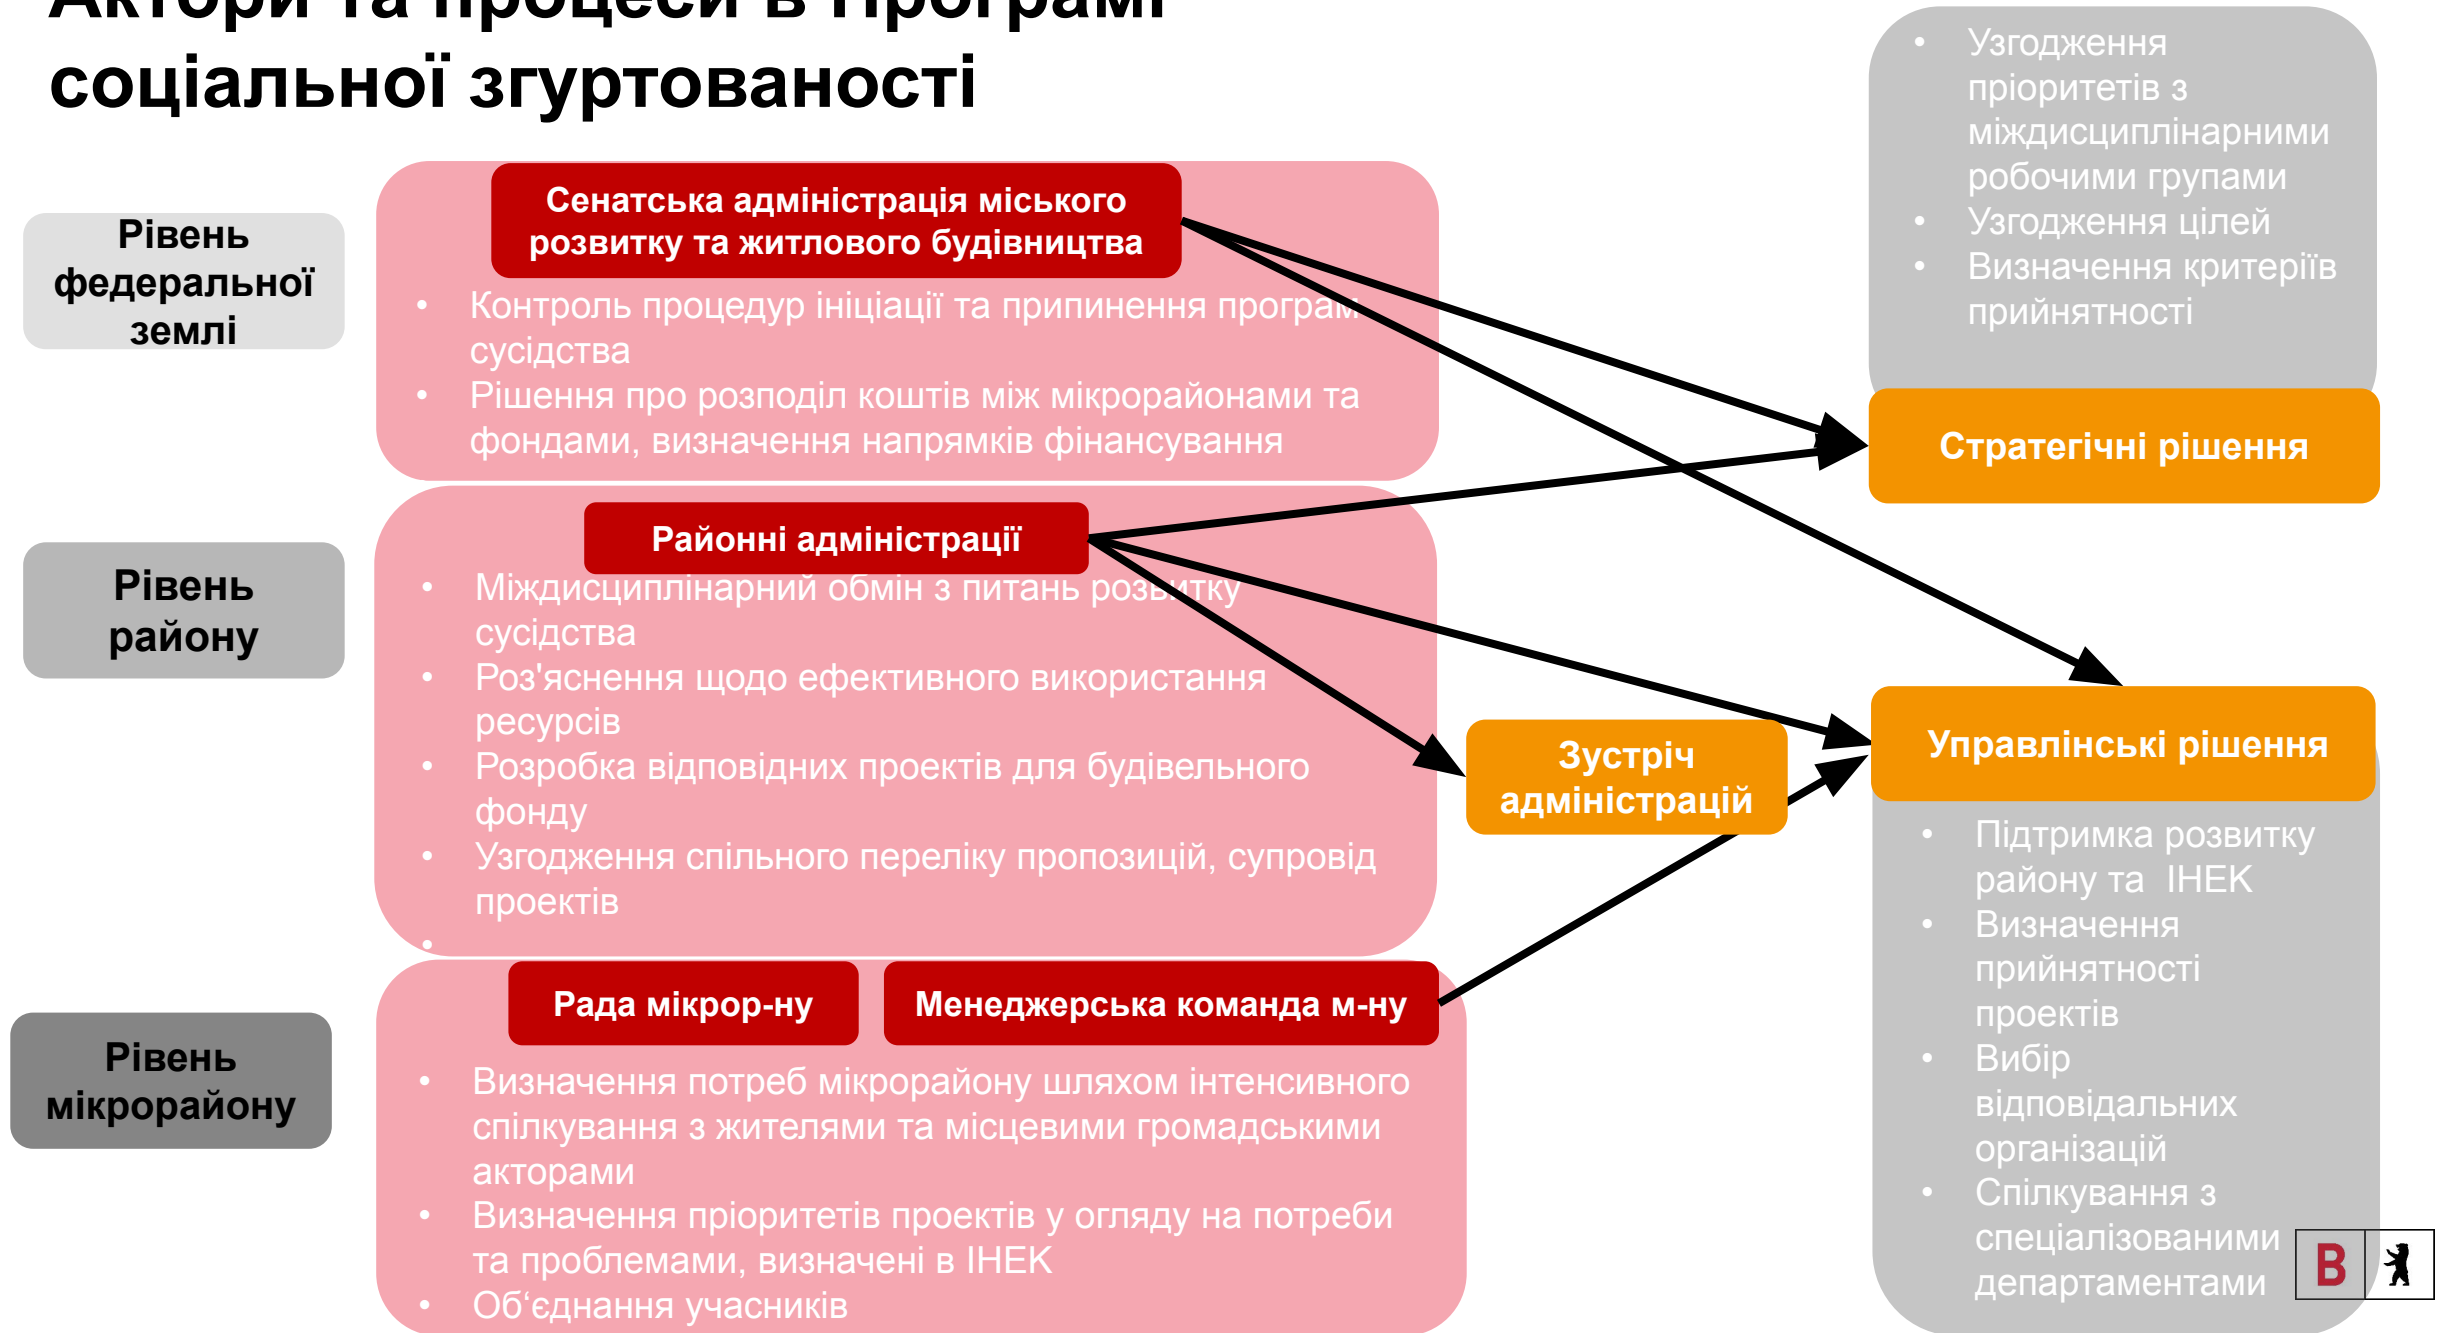 Актори та процеси в Програмі
соціальної згуртованості
Рівень
федеральної
землі
Сенатська адміністрація міського
розвитку та житлового будівництва
• Контроль процедур ініціації та припинення програм
сусідства
• Рішення про розподіл коштів між мікрорайонами та
фондами, визначення напрямків фінансування
Рівень
району
Районні адміністрації
• Міждисциплінарний обмін з питань розвитку
сусідства
• Роз'яснення щодо ефективного використання
ресурсів
• Розробка відповідних проектів для будівельного
фонду
• Узгодження спільного переліку пропозицій, супровід
проектів
•
Рівень
мікрорайону
Рада мікрор-ну
Менеджерська команда м-ну
• Визначення потреб мікрорайону шляхом інтенсивного
спілкування з жителями та місцевими громадськими
акторами
• Визначення пріоритетів проектів у огляду на потреби
та проблемами, визначені в IHEK
• Об‘єднання учасників
Зустріч
адміністрацій
• Узгодження
пріоритетів з
міждисциплінарними
робочими групами
• Узгодження цілей
• Визначення критеріїв
прийнятності
Стратегічні рішення
Управлінські рішення
• Підтримка розвитку
району та IHEK
• Визначення
прийнятності
проектів
• Вибір
відповідальних
організацій
• Спілкування з
спеціалізованими
департаментами
B